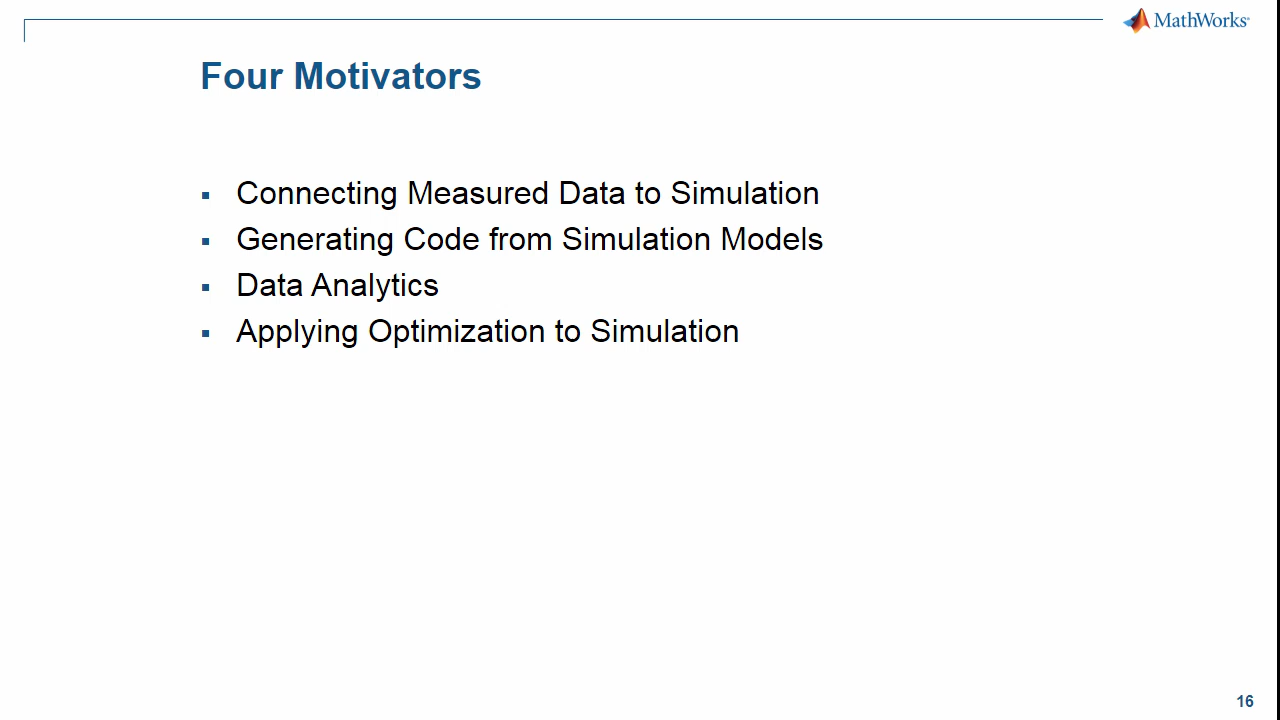 MathWorks®
Four Motivators
▪ Connecting Measured Data to Simulation
▪ Generating Code from Simulation Models
▪ Data Analytics
▪ Applying Optimization to Simulation
16